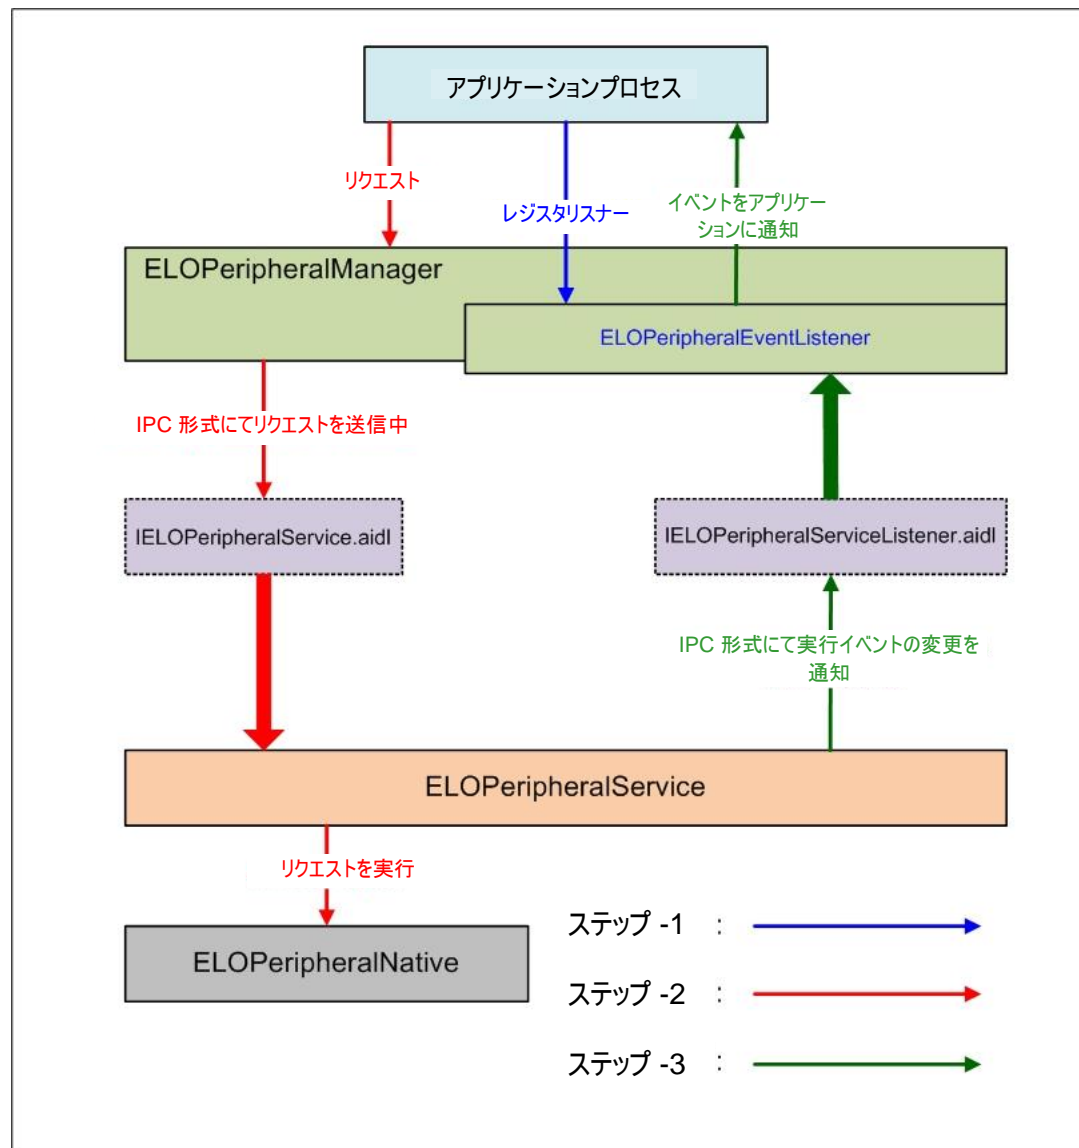 アプリケーションプロセス
リクエスト
レジスタリスナー
イベントをアプリケー
ションに通知
ELOPeripheralManager
ELOPeripheralEventListener
IPC 形式にてリクエストを送信中
IELOPeripheralService.aidl
IELOPeripheralServiceListener.aidl
IPC 形式にて実行イベントの変更を
通知
ELOPeripheralService
リクエストを実行
ELOPeripheralNative
ステップ -1 :
ステップ -2 :
ステップ -3 :